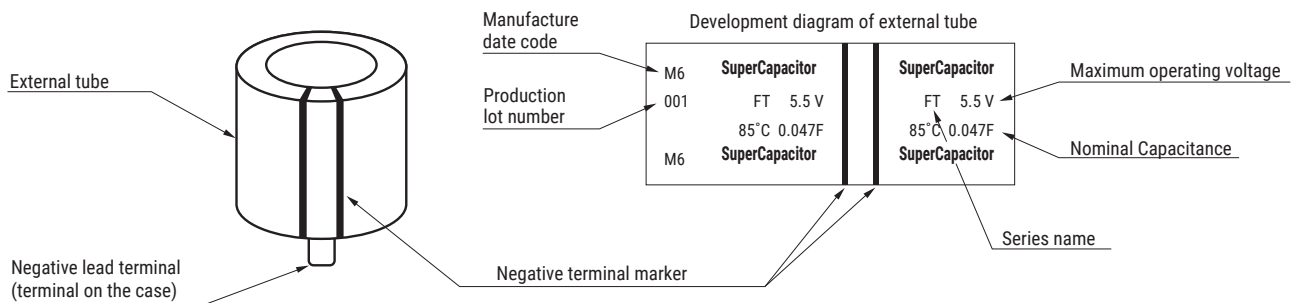 Manufacture
date code
Development diagram of external tube
External tube
Production
lot number
M6
SuperCapacitor
SuperCapacitor
Maximum operating voltage
001
FT 5.5 V
FT 5.5 V
85˚C 0.047F
85˚C 0.047F
Nominal Capacitance
M6
SuperCapacitor
SuperCapacitor
Series name
Negative lead terminal
(terminal on the case)
Negative terminal marker